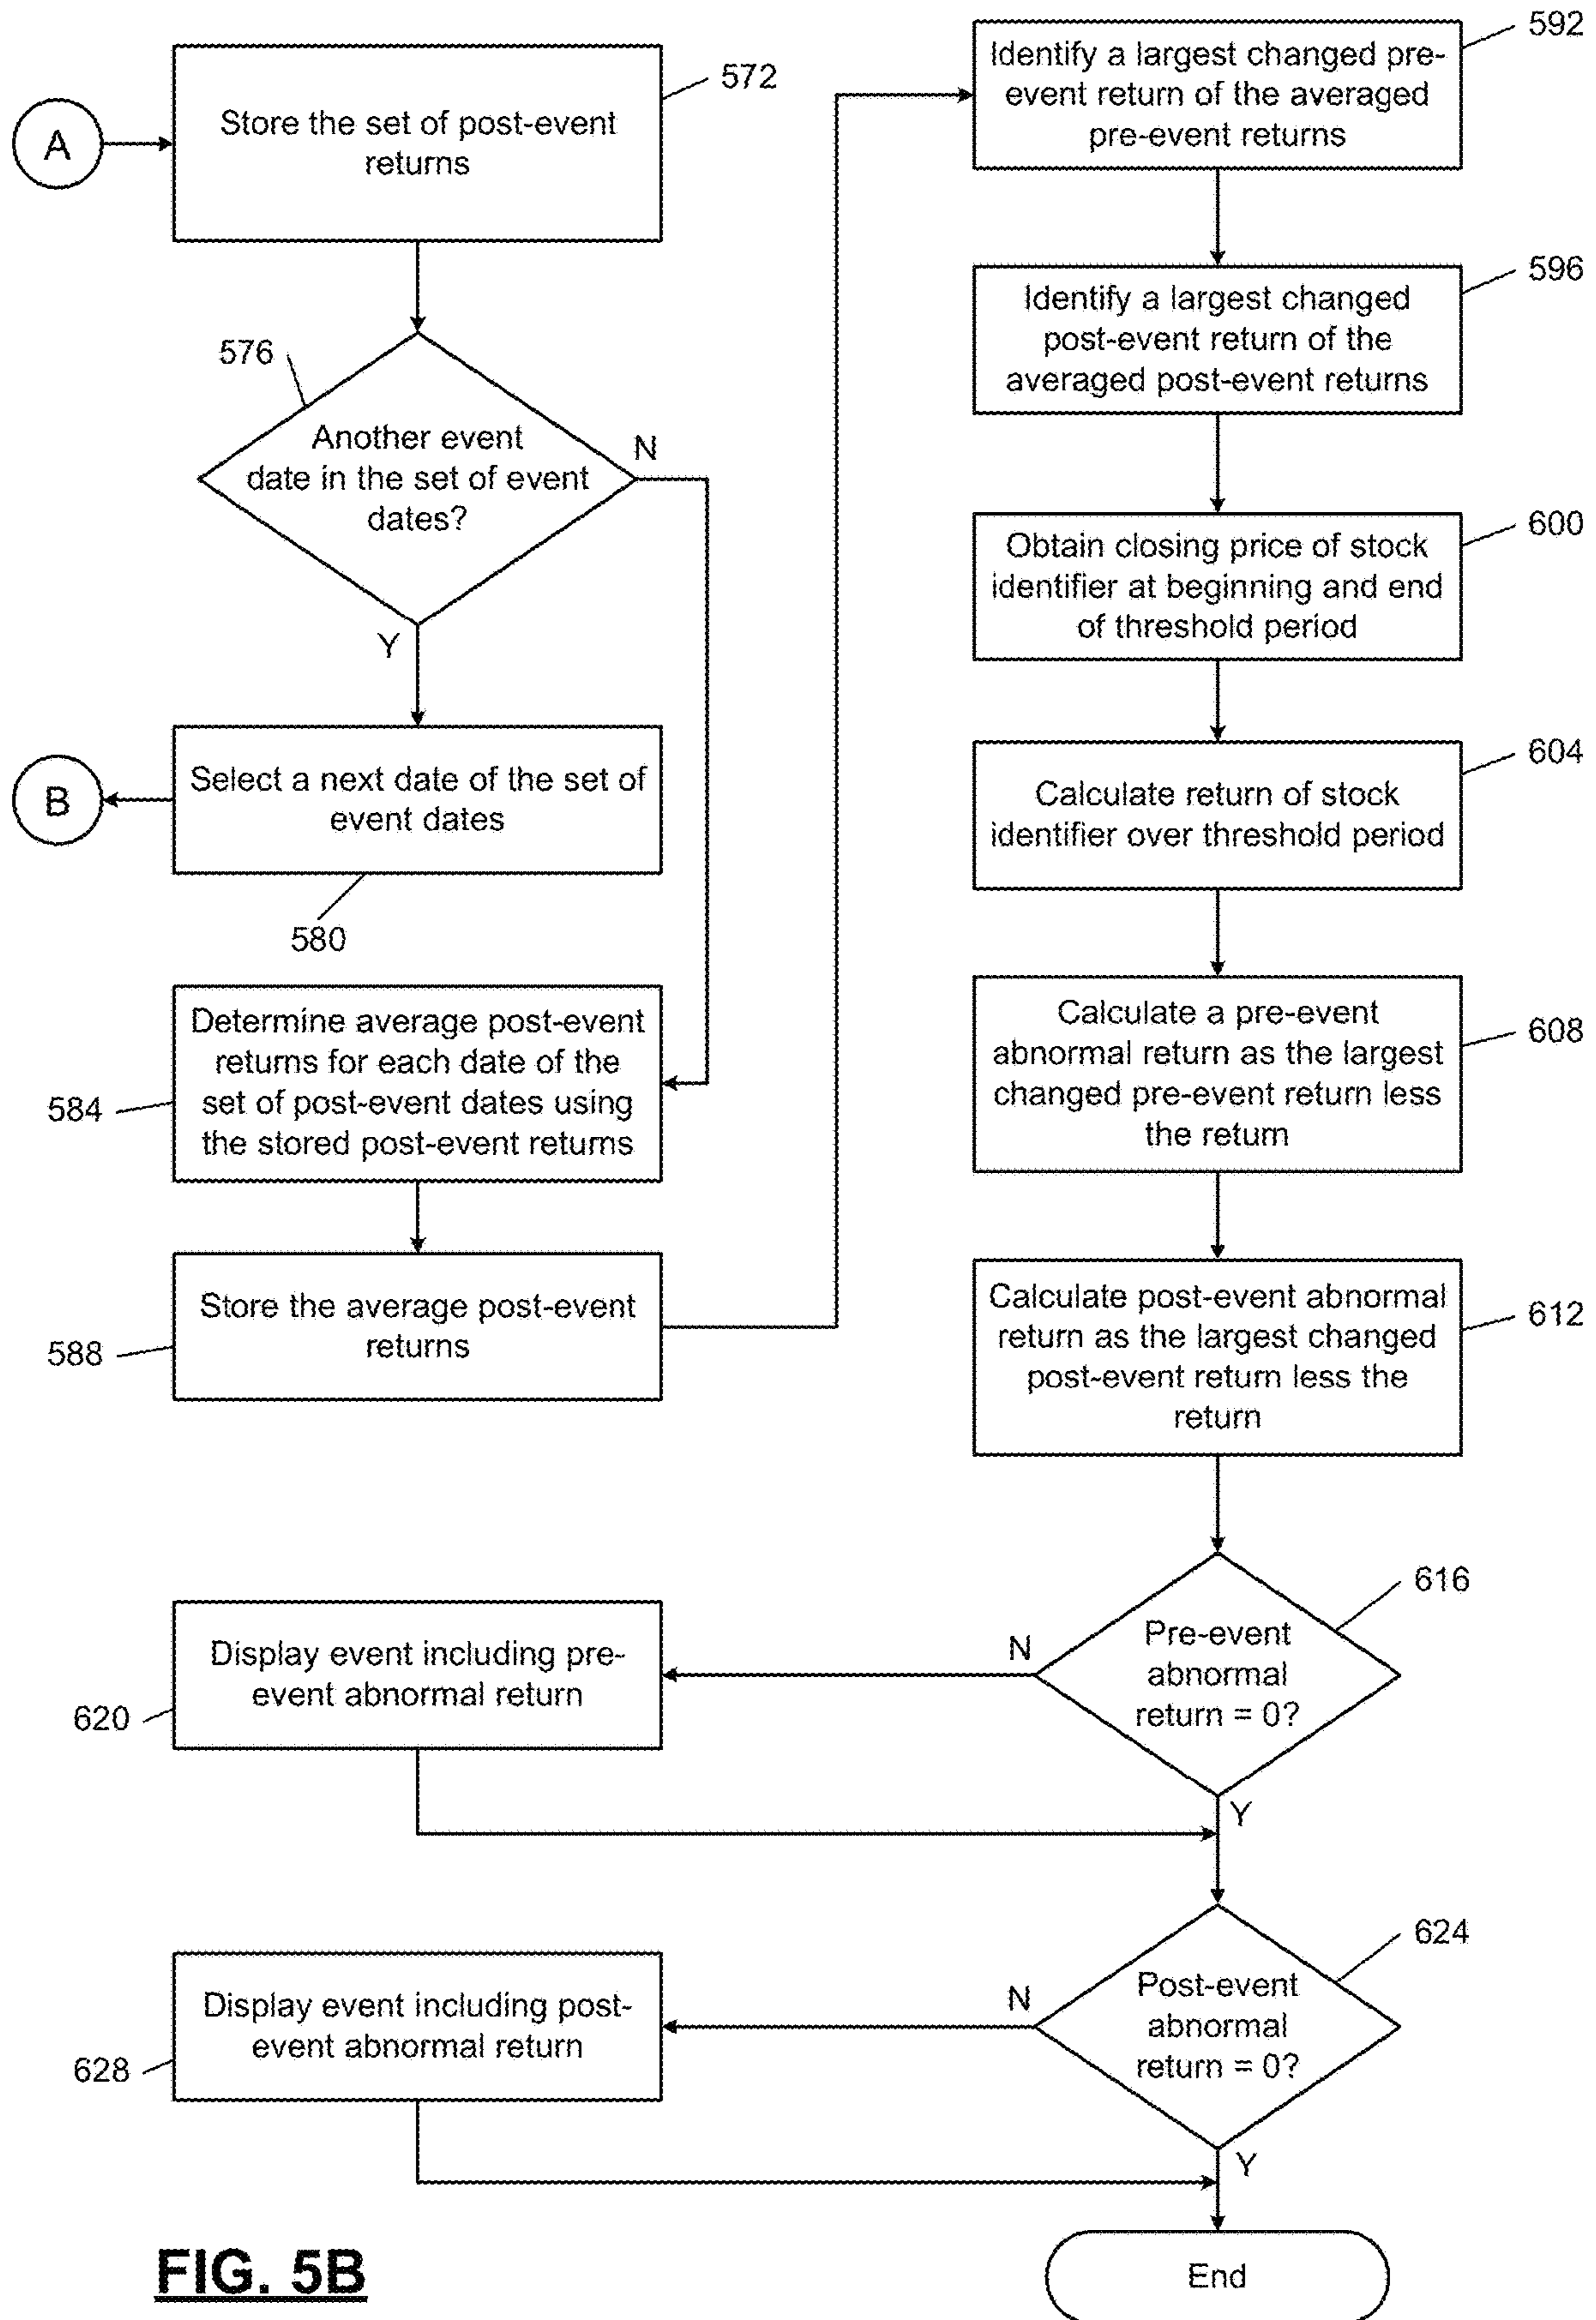 A
Store the set of post-event
returns
572
576
Another event
date in the set of event
dates?
N
Y
B
Select a next date of the set of
event dates
580
Determine average post-event
returns for each date of the
set of post-event dates using
the stored post-event returns
584
Store the average post-event
returns
588
Identify a largest changed pre-
event return of the averaged
pre-event returns
592
Identify a largest changed
post-event return of the
averaged post-event returns
596
Obtain closing price of stock
identifier at beginning and end
of threshold period
600
Calculate return of stock
identifier over threshold period
604
Calculate a pre-event
abnormal return as the largest
changed pre-event return less
the return
608
Calculate post-event abnormal
return as the largest changed
post-event return less the
return
612
Pre-event
abnormal
return = 0?
616
N
Y
Display event including pre-
event abnormal return
620
Post-event
abnormal
return = 0?
624
N
Y
Display event including post-
event abnormal return
628
End
FIG. 5B